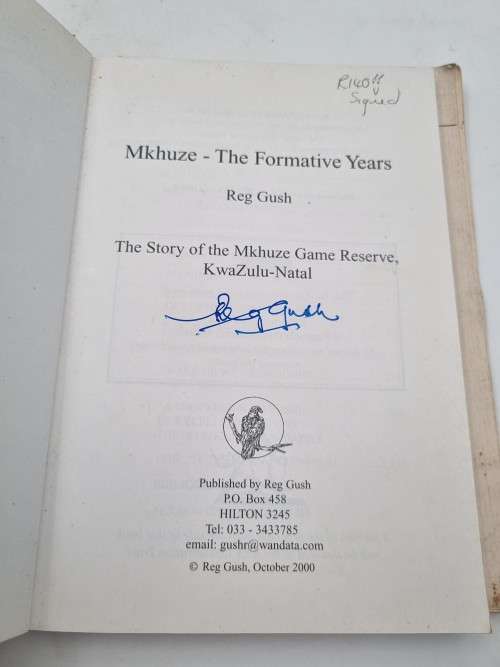 R140!!
Signed
Mkhuze - The Formative Years
Reg Gush
The Story of the Mkhuze Game Reserve,
KwaZulu-Natal
Reg Gush
Published by Reg Gush
P.O. Box 458
HILTON 3245
Tel: 033 - 3433785
email: gushr@wandata.com
© Reg Gush, October 2000